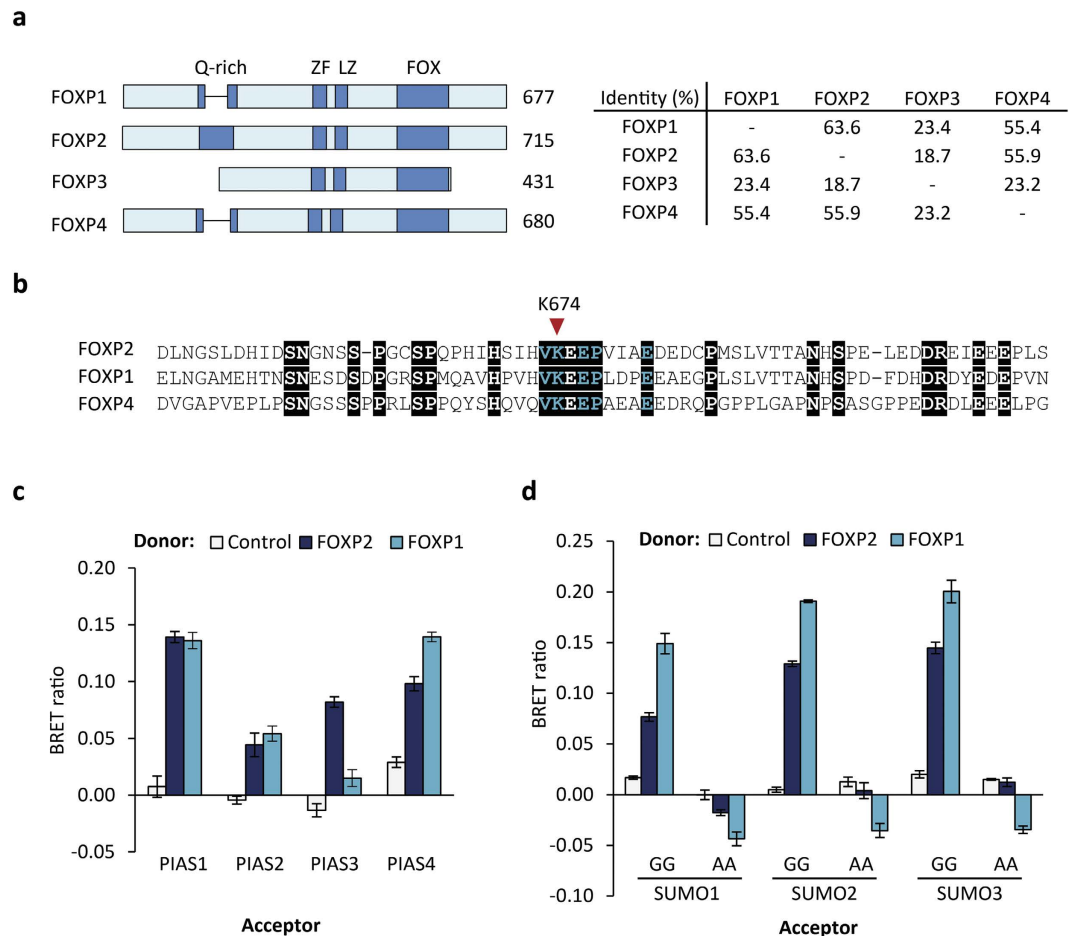 a
Q-rich ZF LZ FOX
FOXP1 677
FOXP2 715
FOXP3 431
FOXP4 680
Identity (%) FOXP1 FOXP2 FOXP3 FOXP4
FOXP1 - 63.6 23.4 55.4
FOXP2 63.6 - 18.7 55.9
FOXP3 23.4 18.7 - 23.2
FOXP4 55.4 55.9 23.2 -
b
K674
FOXP2 DLNGSLDHIDSNGNSS-PGCSPQPHIHSIHVKEEPVIAEDEDCPMSLVTTANHSPE-LEDDREIEEEPLS
FOXP1 ELNGAMEHTNSNESDSDPGRSPMQAVHPVHVKEEPLDPEEAEGPLSLVTTANHSPD-FDHDRDYEDEPVN
FOXP4 DVGAPVEPLPSNGSSSPPRLSPPQYSHQVQVKEEPAEAEEDRQPGPPLGAPNPSASGPPEDRDLEEELPG
c
Donor: Control FOXP2 FOXP1
0.20
0.15
0.10
0.05
0.00
-0.05
BRET ratio
PIAS1 PIAS2 PIAS3 PIAS4
Acceptor
d
Donor: Control FOXP2 FOXP1
0.25
0.20
0.15
0.10
0.05
0.00
-0.05
-0.10
BRET ratio
GG AA GG AA GG AA
SUMO1 SUMO2 SUMO3
Acceptor